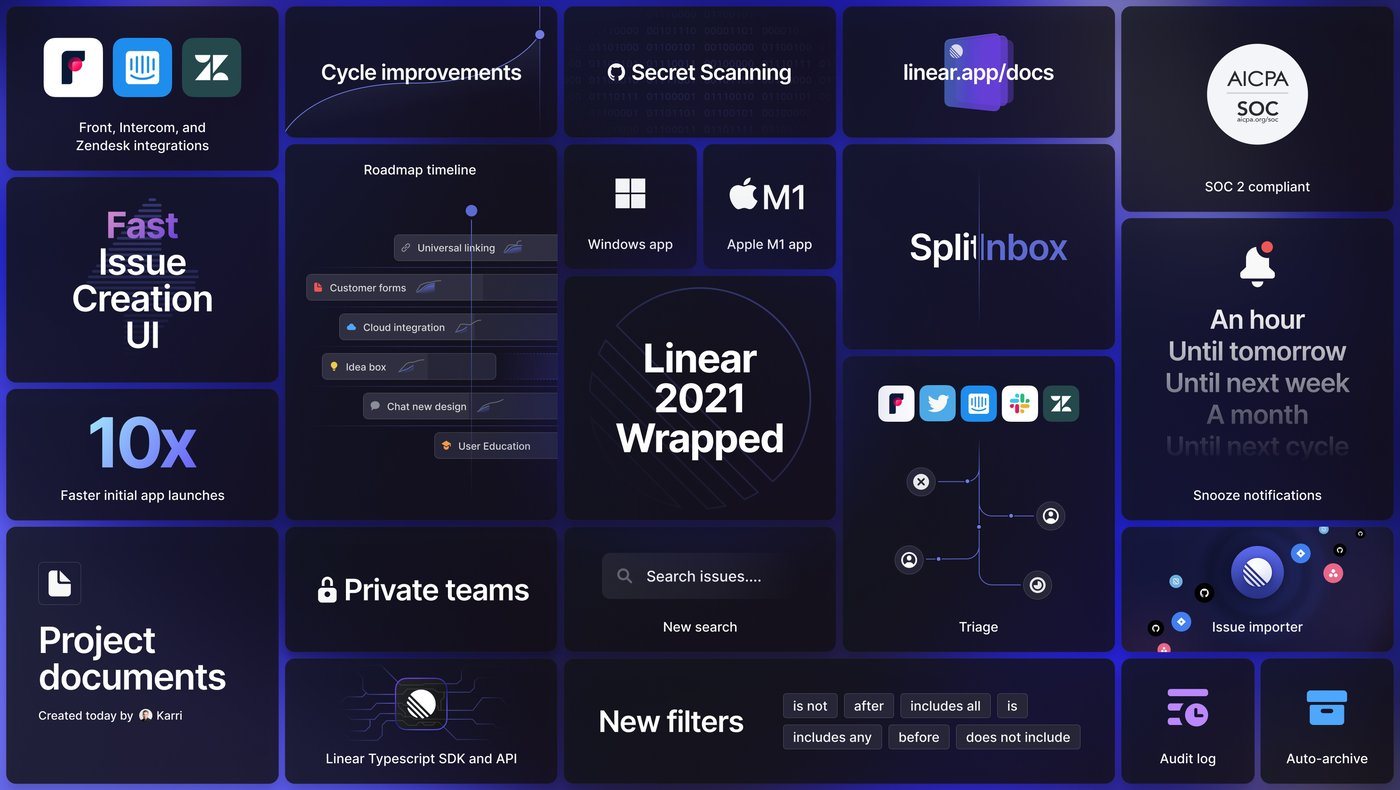 Front, Intercom, and
Zendesk integrations
Fast
Issue
Creation
UI
10x
Faster initial app launches
Project
documents
Created today by Karri
Cycle improvements
Roadmap timeline
Universal linking
Customer forms
Cloud integration
Idea box
Chat new design
User Education
Private teams
Linear Typescript SDK and API
Secret Scanning
Windows app
M1
Apple M1 app
Linear
2021
Wrapped
Search issues....
New search
New filters
is not
after
includes all
is
includes any
before
does not include
linear.app/docs
Split Inbox
Triage
AICPA
SOC
aicpa.org/soc
SOC 2 compliant
An hour
Until tomorrow
Until next week
A month
Until next cycle
Snooze notifications
Issue importer
Audit log
Auto-archive